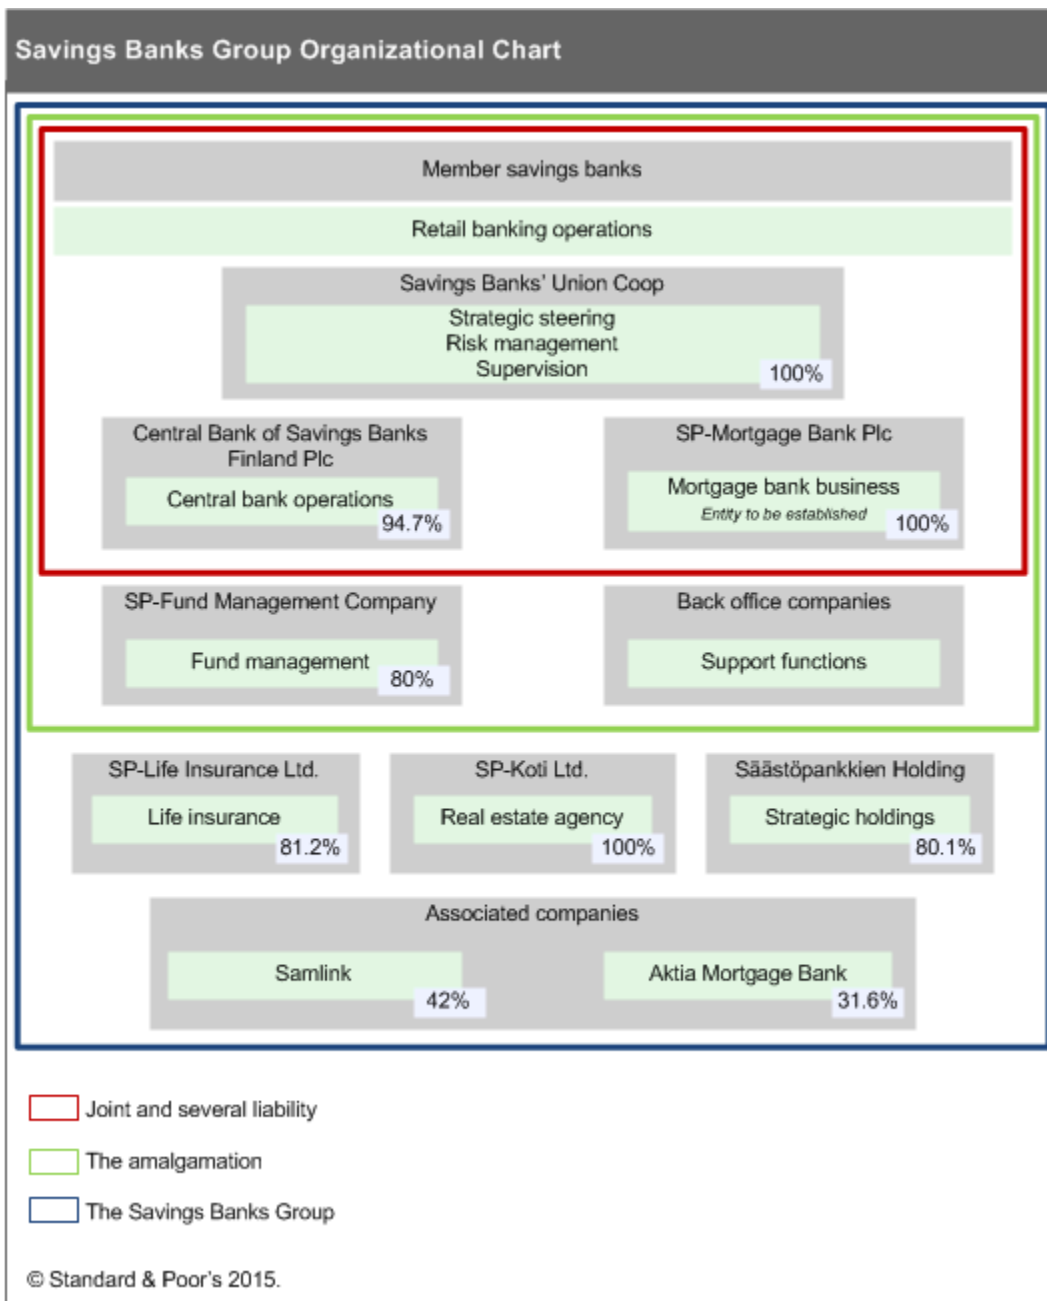 Savings Banks Group Organizational Chart
Member savings banks
Retail banking operations
Savings Banks' Union Coop
Strategic steering
Risk management
Supervision
100%
Central Bank of Savings Banks
Finland Plc
Central bank operations
94.7%
SP-Mortgage Bank Plc
Mortgage bank business
Entity to be established
100%
SP-Fund Management Company
Fund management
80%
Back office companies
Support functions
SP-Life Insurance Ltd.
Life insurance
81.2%
SP-Koti Ltd.
Real estate agency
100%
Säästöpankkien Holding
Strategic holdings
80.1%
Associated companies
Samlink
42%
Aktia Mortgage Bank
31.6%
Joint and several liability
The amalgamation
The Savings Banks Group
© Standard & Poor's 2015.